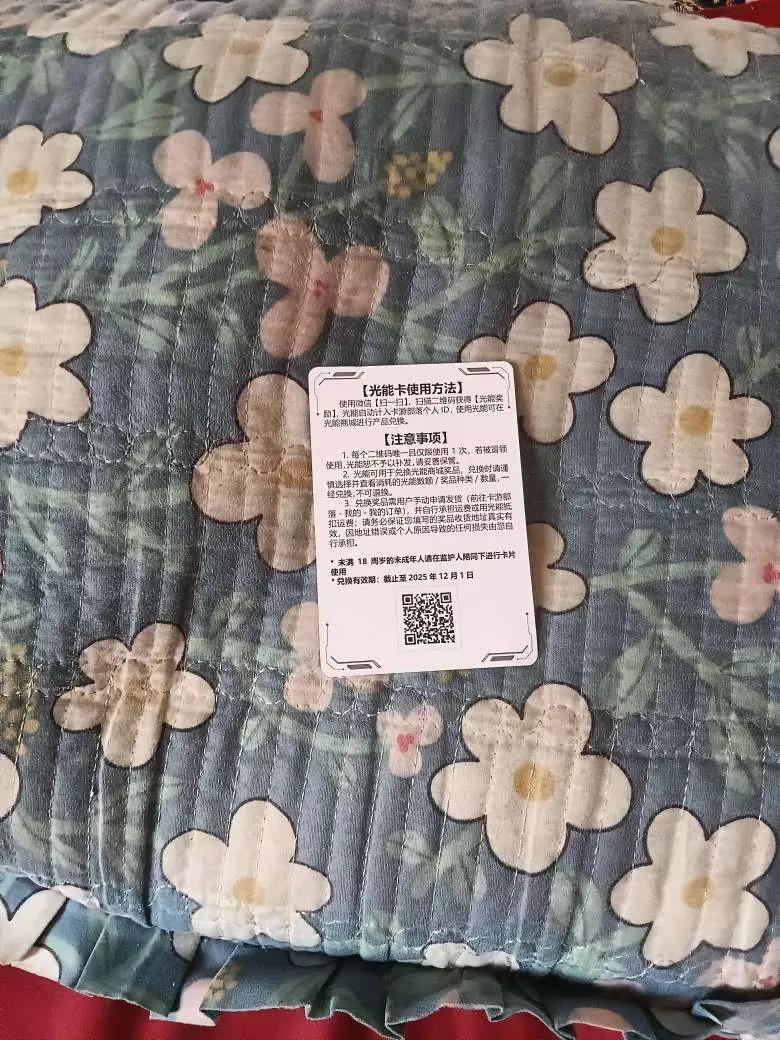 【光能卡使用方法】
使用微信【扫一扫】，扫描二维码获得【光能奖
励】，光能自动计入卡游部落个人 ID，使用光能可在
光能商城进行产品兑换。
【注意事项】
1. 每个二维码唯一且仅限使用 1 次，若被冒领
使用，光能恕不予以补发，请妥善保管。
2. 光能可用于兑换光能商城奖品，兑换时请谨
慎选择并查看消耗的光能数额 / 奖品种类 / 数量，一
经兑换，不可退换。
3. 兑换奖品需用户手动申请发货（前往卡游部
落 - 我的 - 我的订单），并自行承担运费或用光能抵
扣运费；请务必保证您填写的奖品收货地址真实有
效，因地址错误或个人原因导致的任何损失由您自
行承担。
* 未满 18 周岁的未成年人请在监护人陪同下进行卡片
使用
* 兑换有效期：截止至 2025 年 12 月 1 日